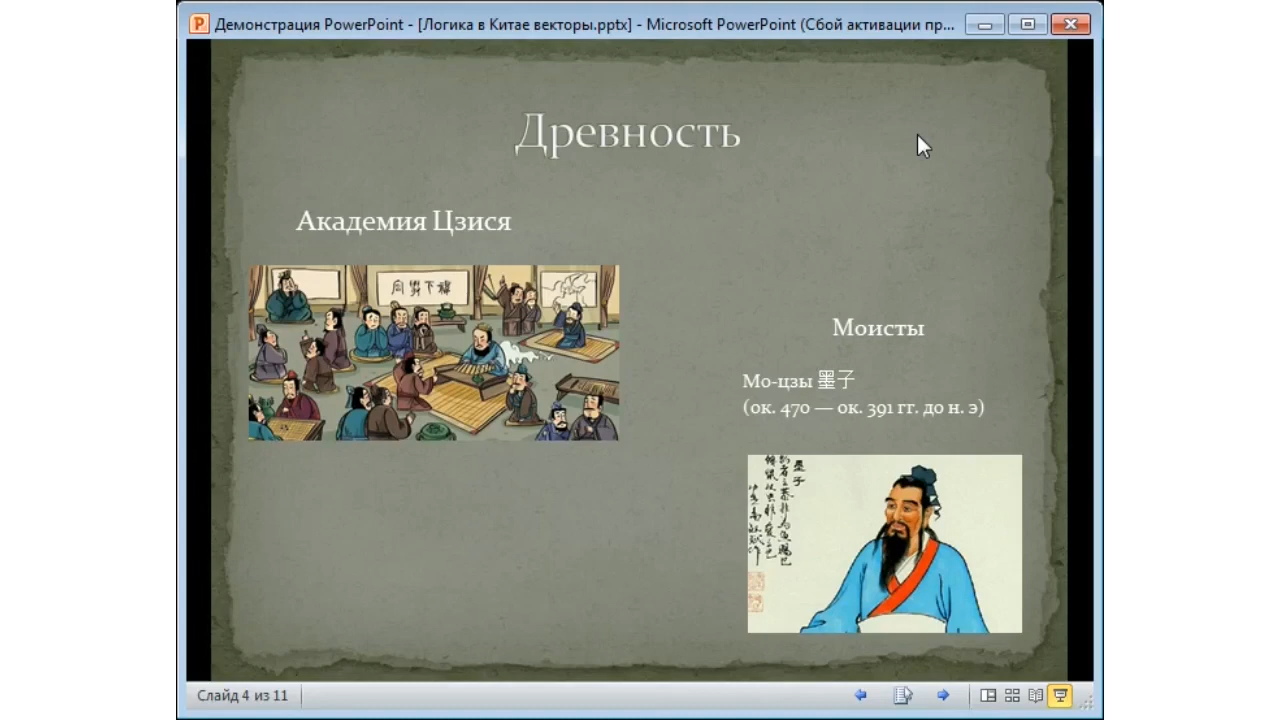 Демонстрация PowerPoint - [Логика в Китае векторы.pptx] - Microsoft PowerPoint (Сбой активации пр...
Древность
Академия Цзися
Моисты
Мо-цзы 墨子
(ок. 470 — ок. 391 гг. до н. э)
墨子
Слайд 4 из 11